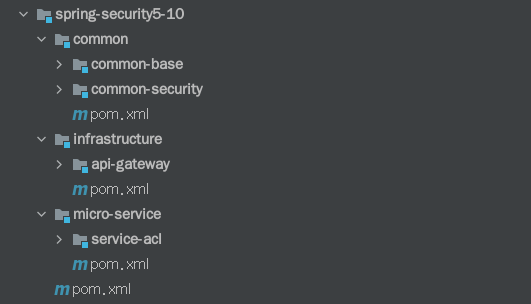 spring-security5-10
common
common-base
common-security
pom.xml
infrastructure
api-gateway
pom.xml
micro-service
service-acl
pom.xml
pom.xml